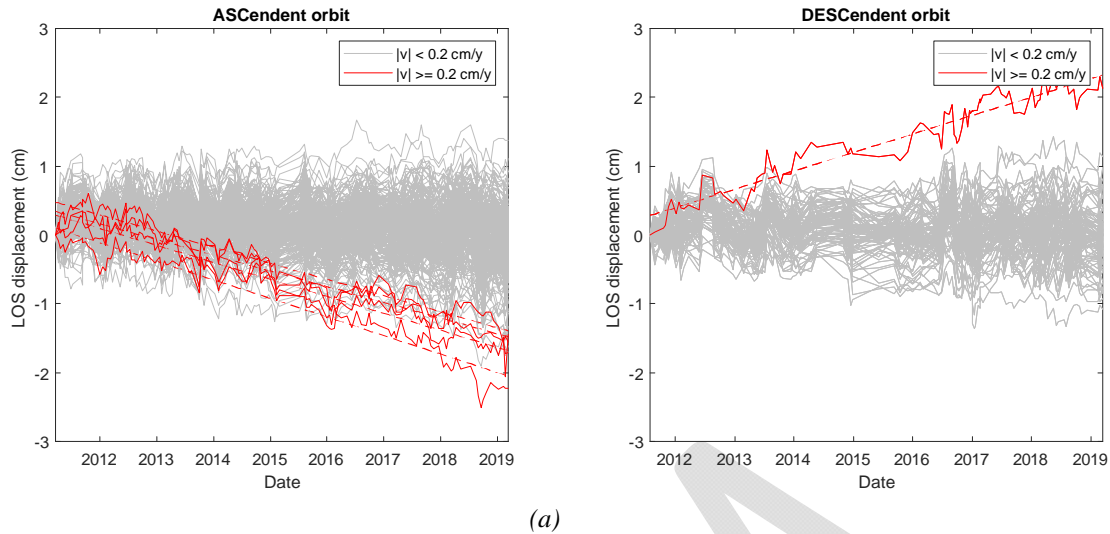 ASCendent orbit
LOS displacement (cm)
3
2
1
0
-1
-2
-3
|v| < 0.2 cm/y
|v| >= 0.2 cm/y
2012 2013 2014 2015 2016 2017 2018 2019
Date
DESCendent orbit
LOS displacement (cm)
3
2
1
0
-1
-2
-3
|v| < 0.2 cm/y
|v| >= 0.2 cm/y
2012 2013 2014 2015 2016 2017 2018 2019
Date
(a)